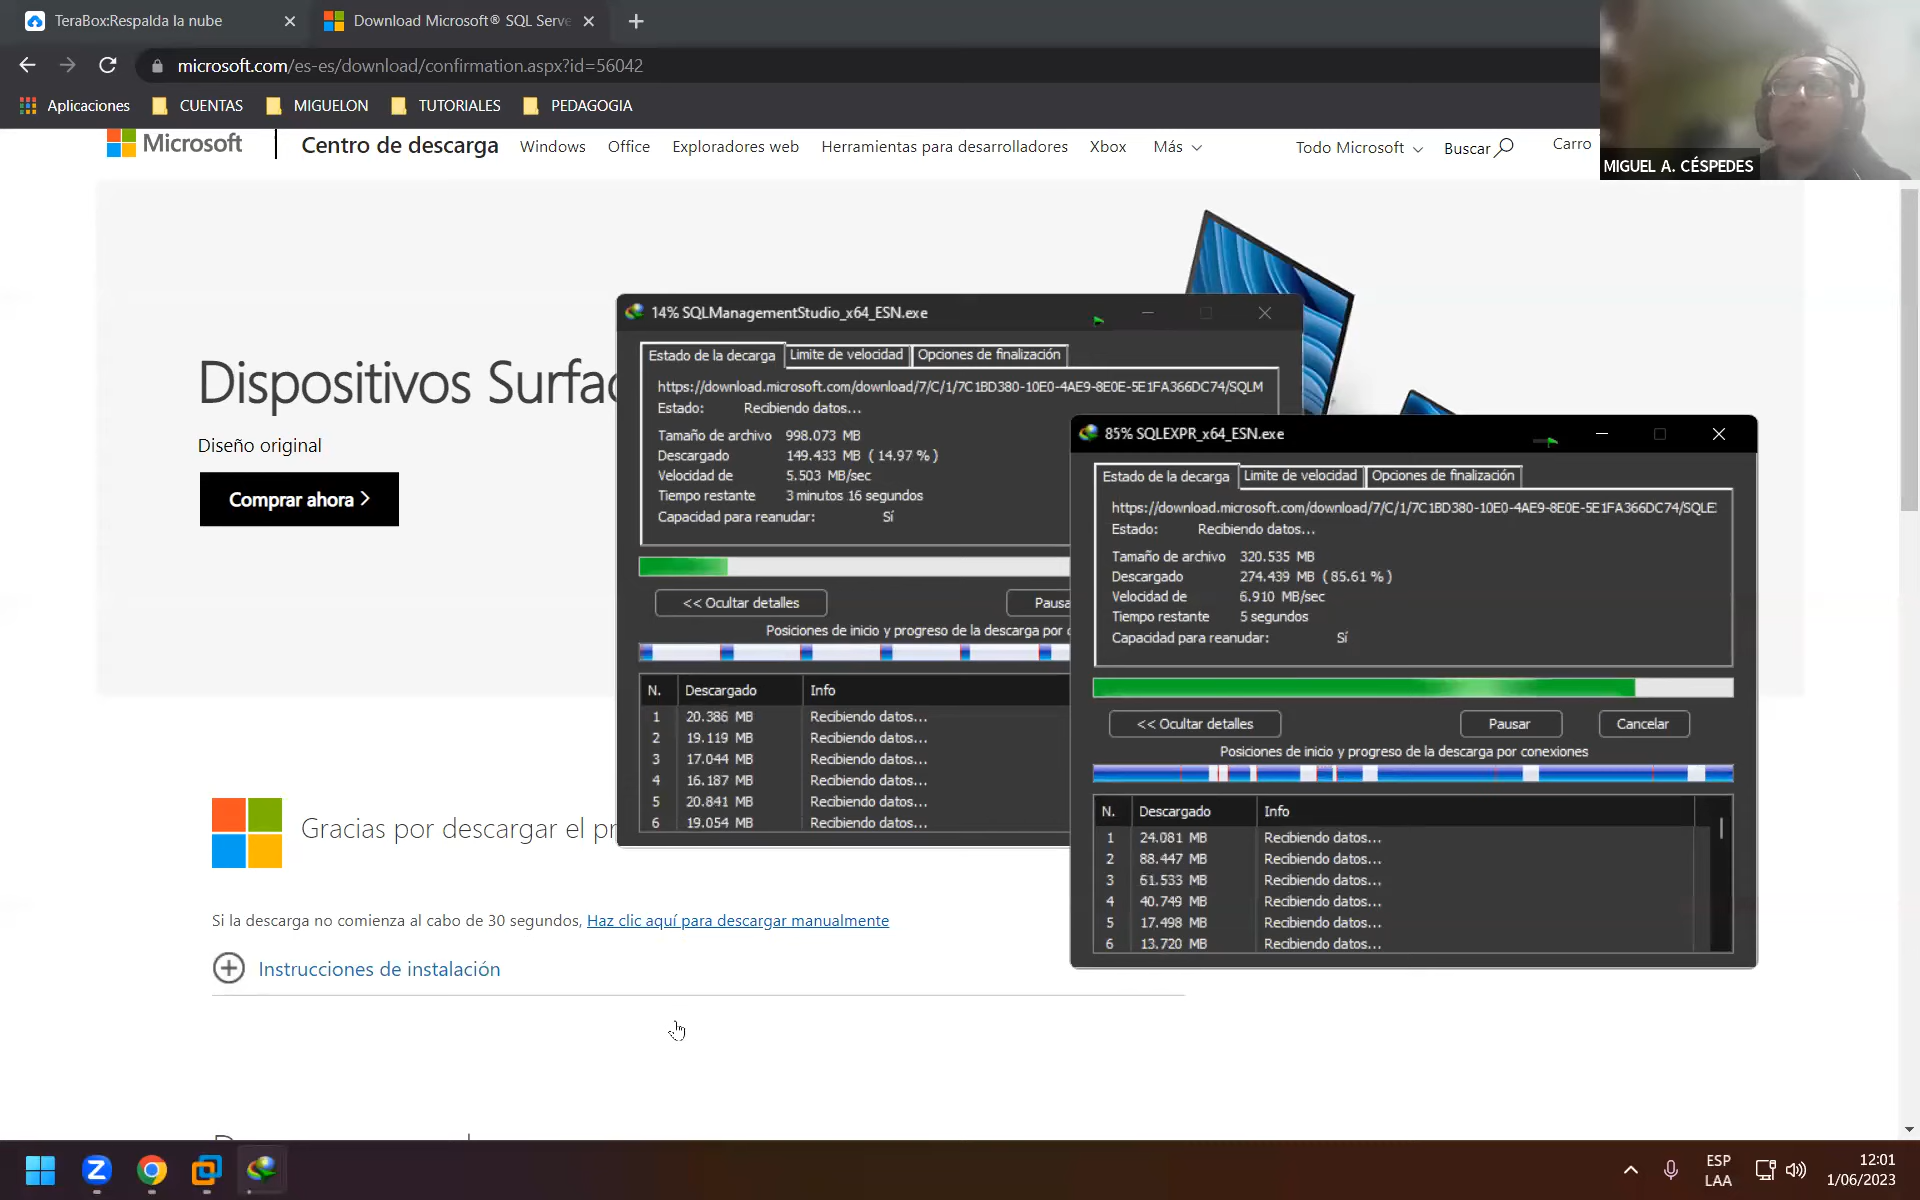 TeraBox:Respalda la nube
Download Microsoft® SQL Serve
microsoft.com/es-es/download/confirmation.aspx?id=56042
Aplicaciones CUENTAS MIGUELON TUTORIALES PEDAGOGIA
Microsoft Centro de descarga Windows Office Exploradores web Herramientas para desarrolladores Xbox Más Todo Microsoft Buscar Carro
MIGUEL A. CÉSPEDES
Dispositivos Surfac
Diseño original
Comprar ahora
14% SQLManagementStudio_x64_ESN.exe
Estado de la decarga Limite de velocidad Opciones de finalización
https://download.microsoft.com/download/7/C/1/7C1BD380-10E0-4AE9-8E0E-5E1FA366DC74/SQLM
Estado: Recibiendo datos...
Tamaño de archivo 998.073 MB
Descargado 149.433 MB ( 14.97 % )
Velocidad de 5.503 MB/sec
Tiempo restante 3 minutos 16 segundos
Capacidad para reanudar: Sí
<< Ocultar detalles Pausa
Posiciones de inicio y progreso de la descarga por c
N. Descargado Info
1 20.386 MB Recibiendo datos...
2 19.119 MB Recibiendo datos...
3 17.044 MB Recibiendo datos...
4 16.187 MB Recibiendo datos...
5 20.841 MB Recibiendo datos...
6 19.054 MB Recibiendo datos...
85% SQLEXPR_x64_ESN.exe
Estado de la decarga Limite de velocidad Opciones de finalización
https://download.microsoft.com/download/7/C/1/7C1BD380-10E0-4AE9-8E0E-5E1FA366DC74/SQLE
Estado: Recibiendo datos...
Tamaño de archivo 320.535 MB
Descargado 274.439 MB ( 85.61 % )
Velocidad de 6.910 MB/sec
Tiempo restante 5 segundos
Capacidad para reanudar: Sí
<< Ocultar detalles Pausar Cancelar
Posiciones de inicio y progreso de la descarga por conexiones
N. Descargado Info
1 24.081 MB Recibiendo datos...
2 88.447 MB Recibiendo datos...
3 61.533 MB Recibiendo datos...
4 40.749 MB Recibiendo datos...
5 17.498 MB Recibiendo datos...
6 13.720 MB Recibiendo datos...
Gracias por descargar el pr
Si la descarga no comienza al cabo de 30 segundos, Haz clic aquí para descargar manualmente
Instrucciones de instalación
ESP
LAA
12:01
1/06/2023